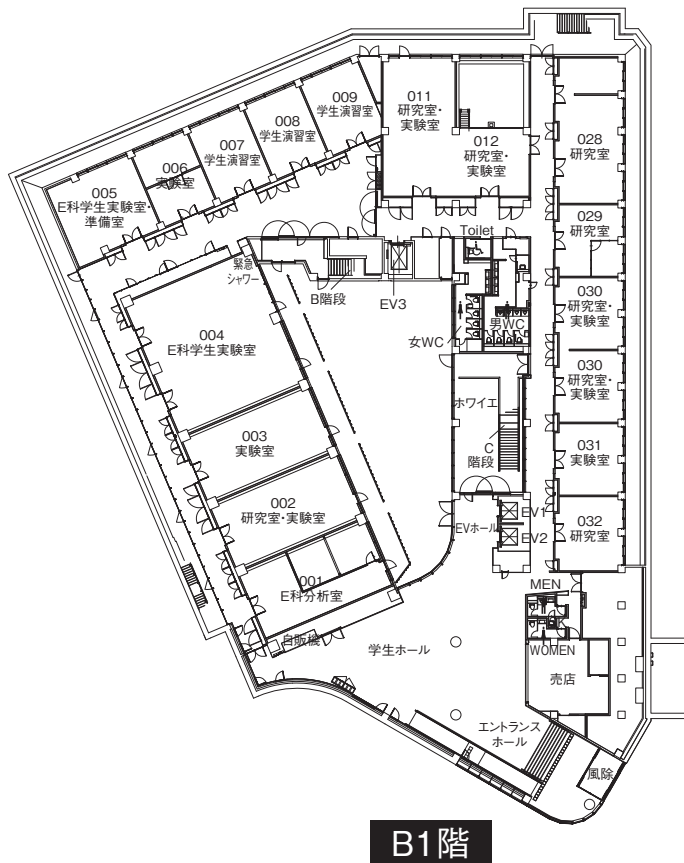 009
学生演習室
008
学生演習室
007
学生演習室
006
実験室
005
E科学生実験室・
準備室
011
研究室・
実験室
012
研究室・
実験室
028
研究室
029
研究室
030
研究室・
実験室
030
研究室・
実験室
031
実験室
032
研究室
Toilet
緊急
シャワー
B階段
EV3
女WC
男WC
004
E科学生実験室
003
実験室
002
研究室・実験室
001
E科分析室
ホワイエ
C
階段
EVホール
EV1
EV2
MEN
WOMEN
自販機
学生ホール
売店
エントランス
ホール
風除
B1階